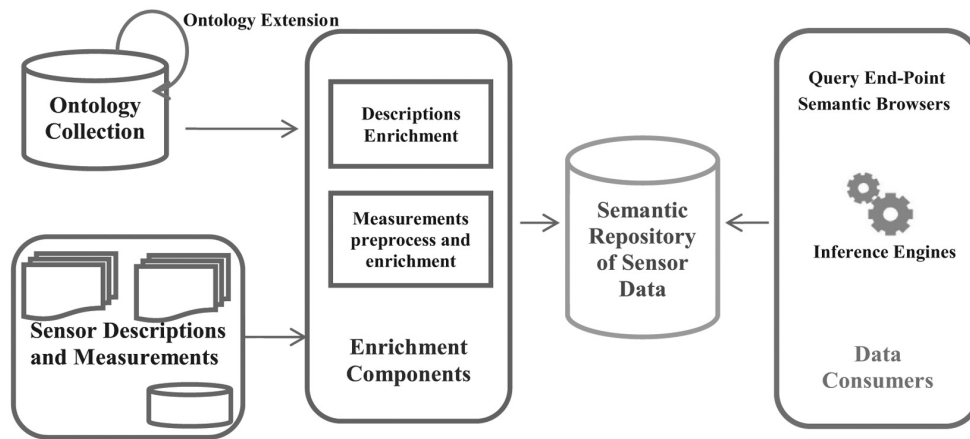 Ontology Extension
Ontology
Collection
Descriptions
Enrichment
Measurements
preprocess and
enrichment
Enrichment
Components
Sensor Descriptions
and Measurements
Semantic
Repository
of Sensor
Data
Query End-Point
Semantic Browsers
Inference Engines
Data
Consumers